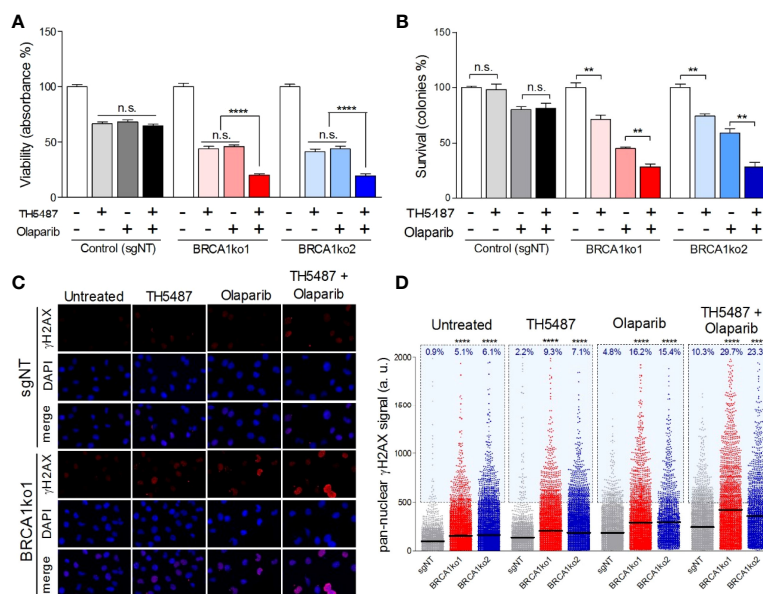 A
Viability (absorbance %)
100
50
0
n.s.
n.s.
****
n.s.
****
TH5487 - + - + - + - + - + - +
Olaparib - - + + - - + + - - + +
Control (sgNT) BRCA1ko1 BRCA1ko2
B
Survival (colonies %)
100
50
0
n.s.
n.s.
**
**
**
**
TH5487 - + - + - + - + - + - +
Olaparib - - + + - - + + - - + +
Control (sgNT) BRCA1ko1 BRCA1ko2
C
Untreated TH5487 Olaparib TH5487 + Olaparib
sgNT
γH2AX
DAPI
merge
BRCA1ko1
γH2AX
DAPI
merge
D
Untreated TH5487 Olaparib TH5487 + Olaparib
**** **** **** **** **** **** **** ****
0.9% 5.1% 6.1% 2.2% 9.3% 7.1% 4.8% 16.2% 15.4% 10.3% 29.7% 23.3
pan-nuclear γH2AX signal (a. u.)
2000
1500
1000
500
0
sgNT BRCA1ko1 BRCA1ko2 sgNT BRCA1ko1 BRCA1ko2 sgNT BRCA1ko1 BRCA1ko2 sgNT BRCA1ko1 BRCA1ko2